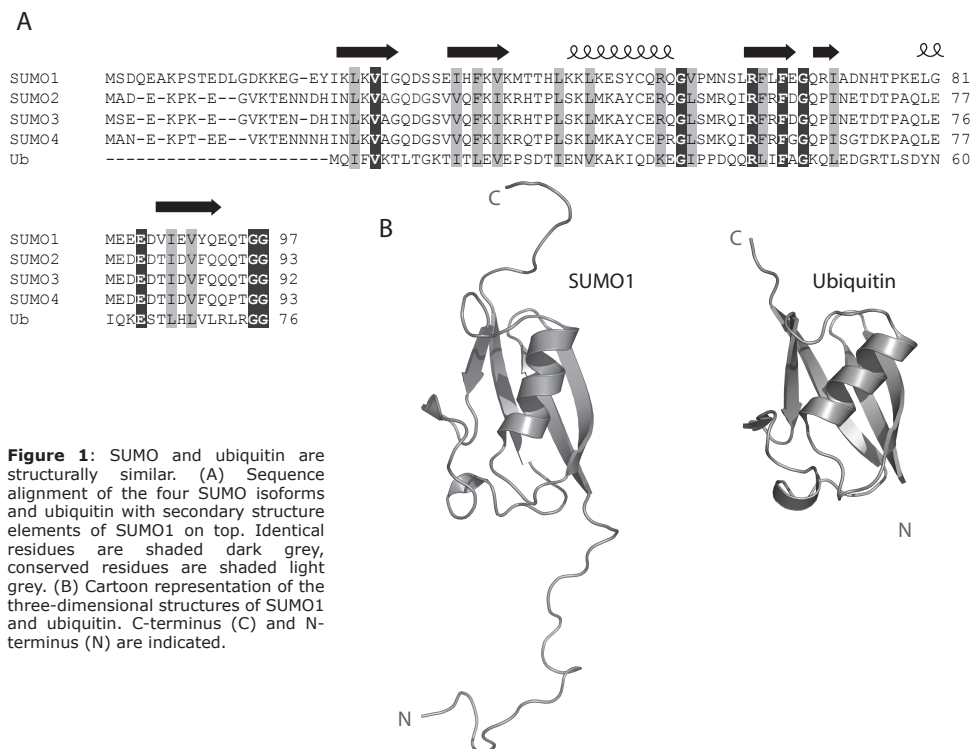 A
SUMO1 MSDQEAKPSTEDLGDKKEG-EYIKLKVIGQDSSEIHFKVKMTTHLKKLKESYCQRQGVPMNSLRFLFEGQRIADNHTPKELG 81
SUMO2 MAD-E-KPK-E--GVKTENNDHINLKVAGQDGSVVQFKIKRHTPLSKLMKAYCERQGLSMRQIRFRFDGQPINETDTPAQLE 77
SUMO3 MSE-E-KPK-E--GVKTEN-DHINLKVAGQDGSVVQFKIKRHTPLSKLMKAYCERQGLSMRQIRFRFDGQPINETDTPAQLE 76
SUMO4 MAN-E-KPT-EE--VKTENNNHINLKVAGQDGSVVQFKIKRQTPLSKLMKAYCEPRGLSMKQIRFRFGGQPISGTDKPAQLE 77
Ub ------------------------MQIFVKTLTGKTITLEVEPSDTIENVKAKIQDKEGIPPDQQRLIFAGKQLEDGRTLSDYN 60
SUMO1 MEEEDVIEVYQEQTGG 97
SUMO2 MEDEDTIDVFQQQTGG 93
SUMO3 MEDEDTIDVFQQQTGG 92
SUMO4 MEDEDTIDVFQQPTGG 93
Ub IQKESTLHLVLRLRGG 76
B
C
SUMO1
N
C
Ubiquitin
N
Figure 1: SUMO and ubiquitin are
structurally similar. (A) Sequence
alignment of the four SUMO isoforms
and ubiquitin with secondary structure
elements of SUMO1 on top. Identical
residues are shaded dark grey,
conserved residues are shaded light
grey. (B) Cartoon representation of the
three-dimensional structures of SUMO1
and ubiquitin. C-terminus (C) and N-
terminus (N) are indicated.